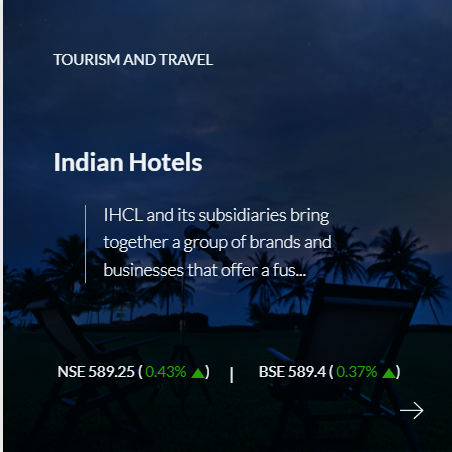 TOURISM AND TRAVEL
Indian Hotels
IHCL and its subsidiaries bring
together a group of brands and
businesses that offer a fus...
NSE 589.25 ( 0.43% ▲) | BSE 589.4 ( 0.37% ▲)